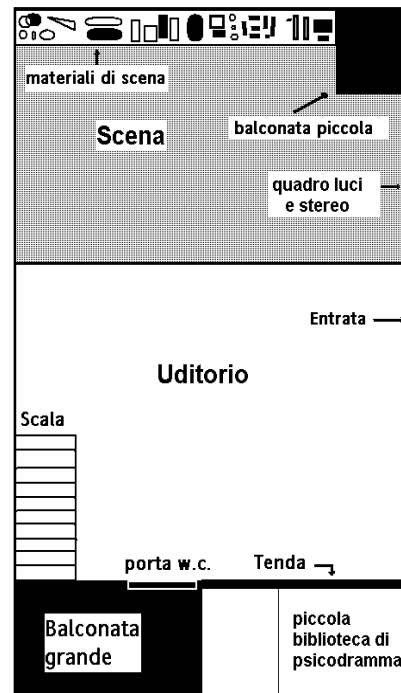 materiali di scena
Scena
balconata piccola
quadro luci
e stereo
Entrata
Uditorio
Scala
porta w.c.
Tenda
Balconata
grande
piccola
biblioteca di
psicodramma